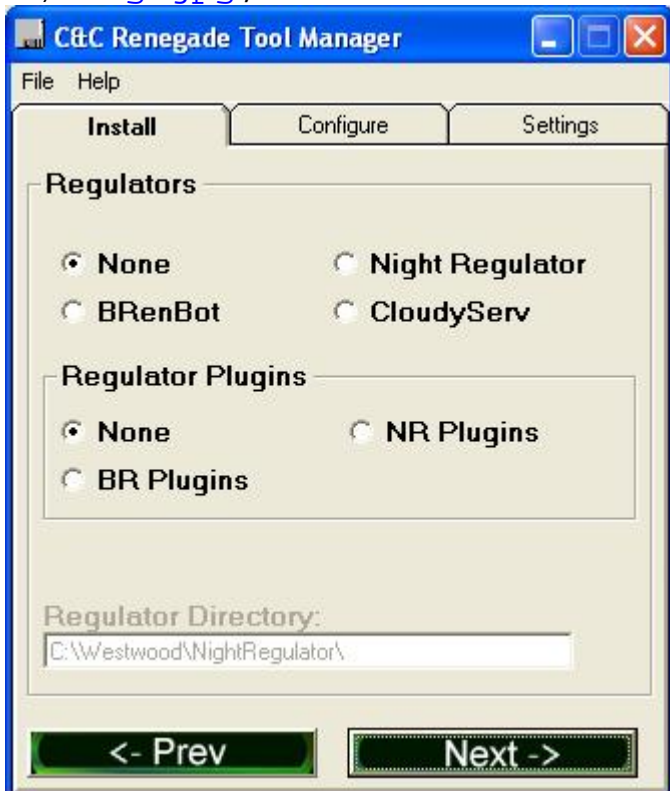 C&C Renegade Tool Manager
File Help
Install Configure Settings
Regulators
None Night Regulator
BRenBot CloudyServ
Regulator Plugins
None NR Plugins
BR Plugins
Regulator Directory:
C:\Westwood\NightRegulator\
<- Prev Next ->